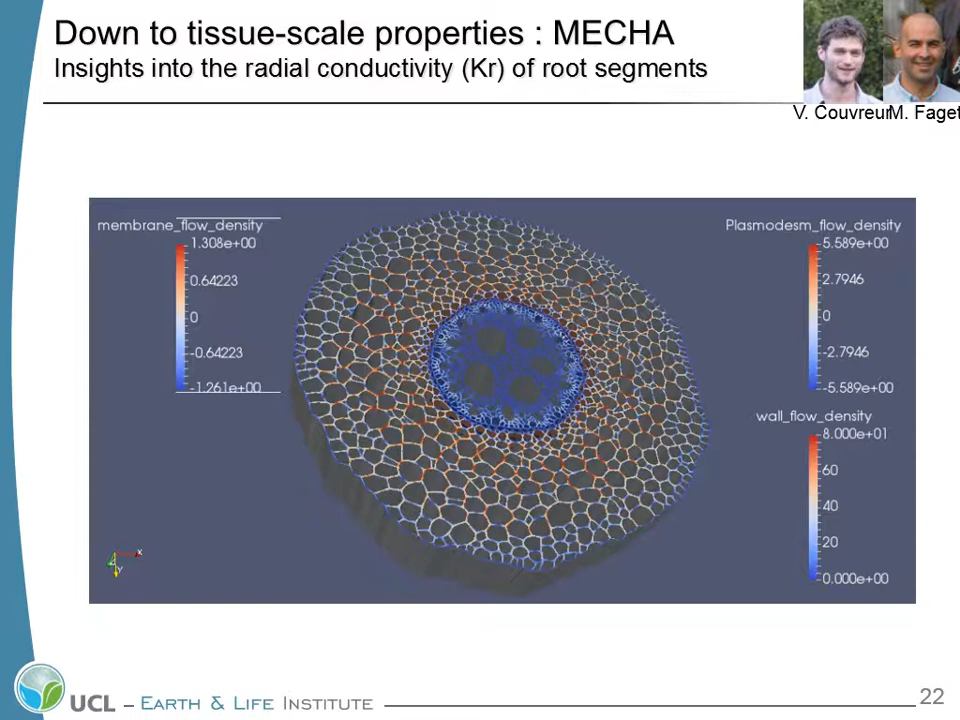 Down to tissue-scale properties : MECHA
Insights into the radial conductivity (Kr) of root segments
V. Couvreur
M. Faget
membrane_flow_density
1.308e+00
0.64223
0
-0.64223
-1.261e+00
Plasmodesm_flow_density
5.589e+00
2.7946
0
-2.7946
-5.589e+00
wall_flow_density
8.000e+01
60
40
20
0.000e+00
X
Y
UCL – EARTH & LIFE INSTITUTE
22